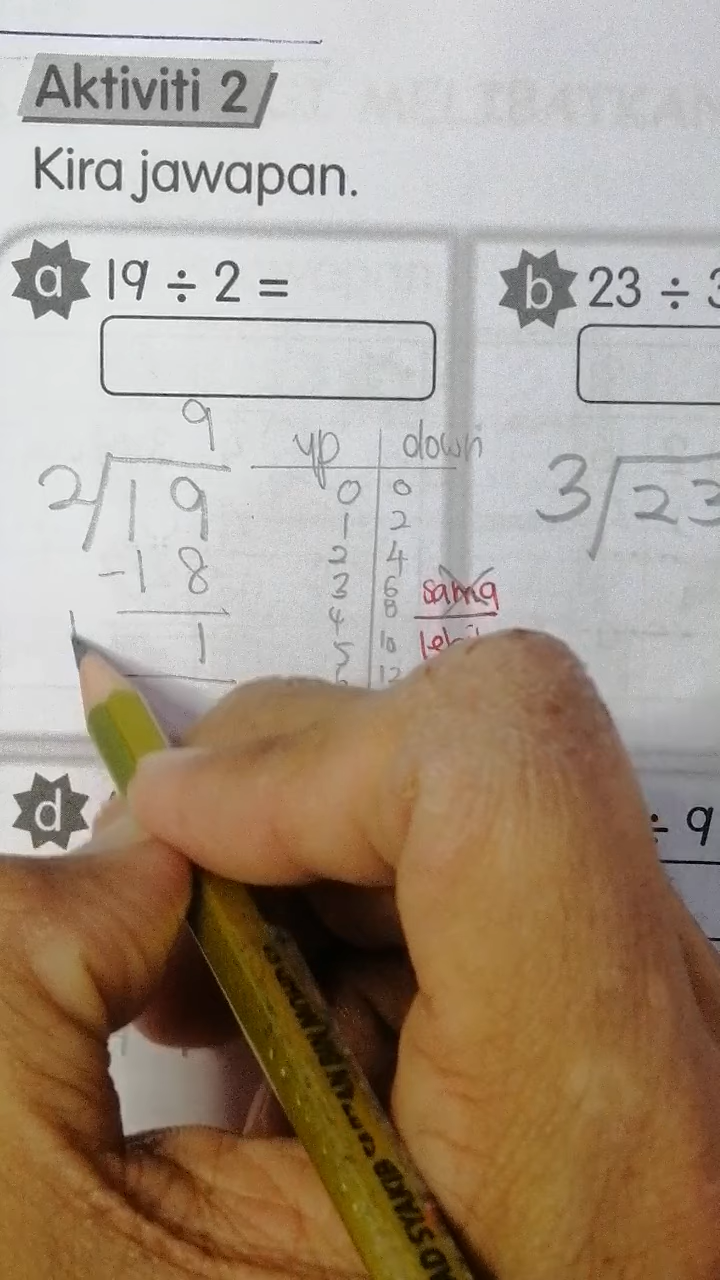 Aktiviti 2
Kira jawapan.
a 19 ÷ 2 =
b 23 ÷ 3
9
2 19
-18
1
up down
0 0
1 2
2 4
3 6 sama
4 8
5 10
12
3 23
d
÷ 9